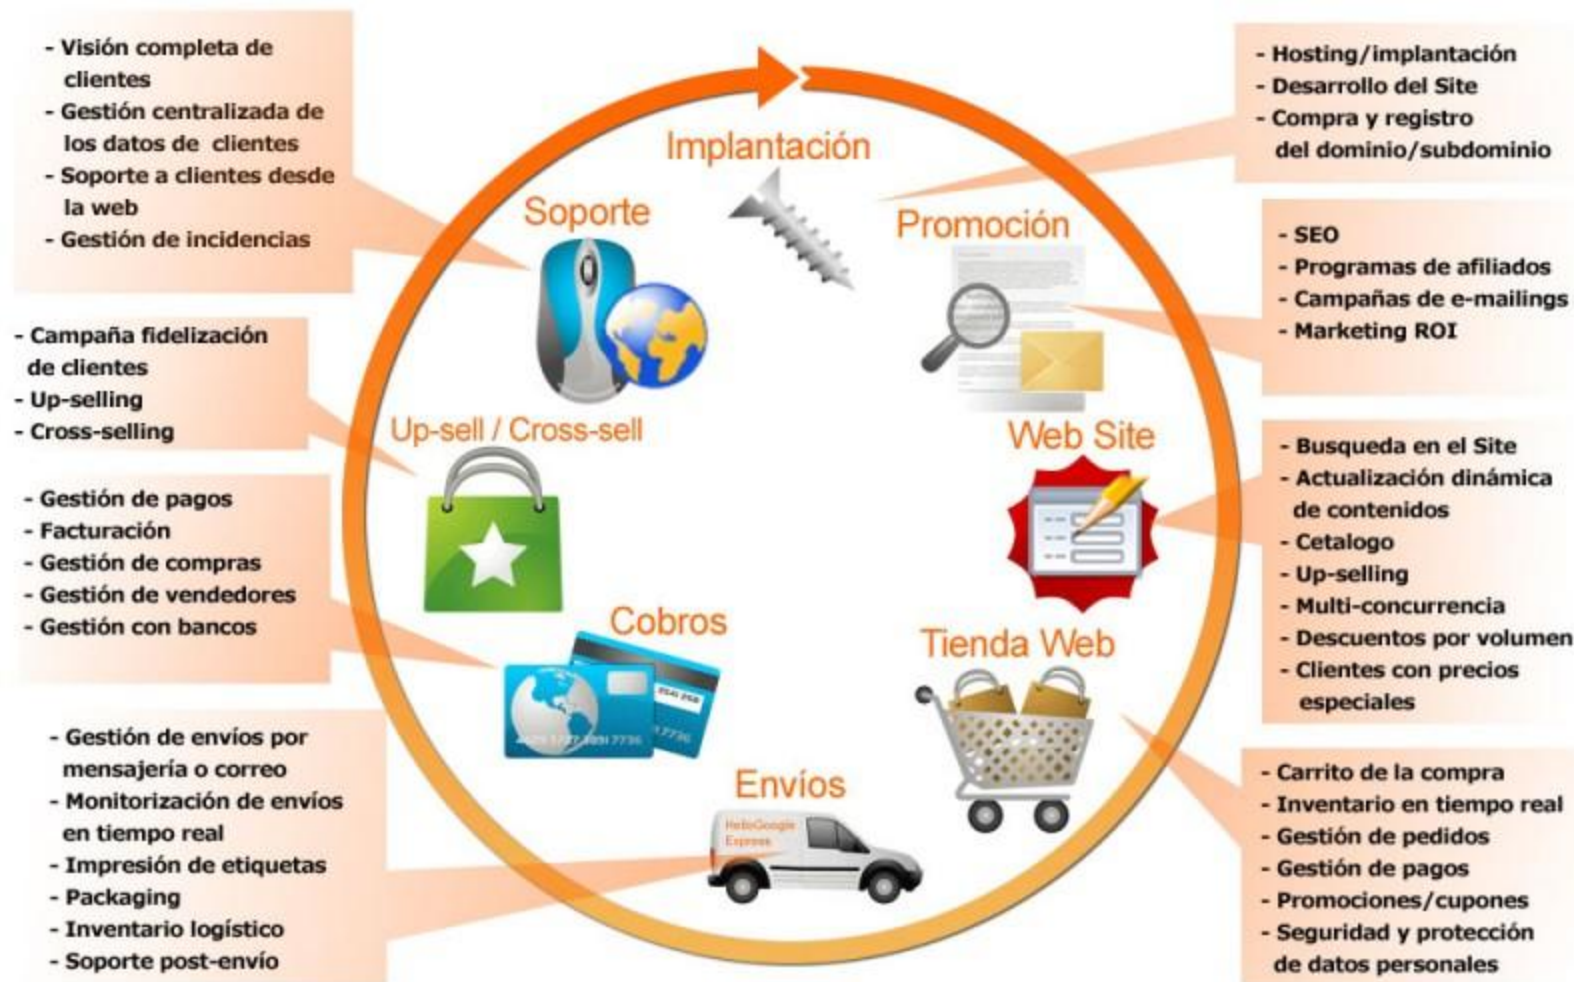 Implantación
- Hosting/implantación
- Desarrollo del Site
- Compra y registro
del dominio/subdominio
Promoción
- SEO
- Programas de afiliados
- Campañas de e-mailings
- Marketing ROI
Web Site
- Busqueda en el Site
- Actualización dinámica
de contenidos
- Cetalogo
- Up-selling
- Multi-concurrencia
- Descuentos por volumen
- Clientes con precios
especiales
Tienda Web
- Carrito de la compra
- Inventario en tiempo real
- Gestión de pedidos
- Gestión de pagos
- Promociones/cupones
- Seguridad y protección
de datos personales
Envíos
HelloGoogle
Express
- Gestión de envíos por
mensajería o correo
- Monitorización de envíos
en tiempo real
- Impresión de etiquetas
- Packaging
- Inventario logístico
- Soporte post-envío
Cobros
- Gestión de pagos
- Facturación
- Gestión de compras
- Gestión de vendedores
- Gestión con bancos
Up-sell / Cross-sell
- Campaña fidelización
de clientes
- Up-selling
- Cross-selling
Soporte
- Visión completa de
clientes
- Gestión centralizada de
los datos de clientes
- Soporte a clientes desde
la web
- Gestión de incidencias